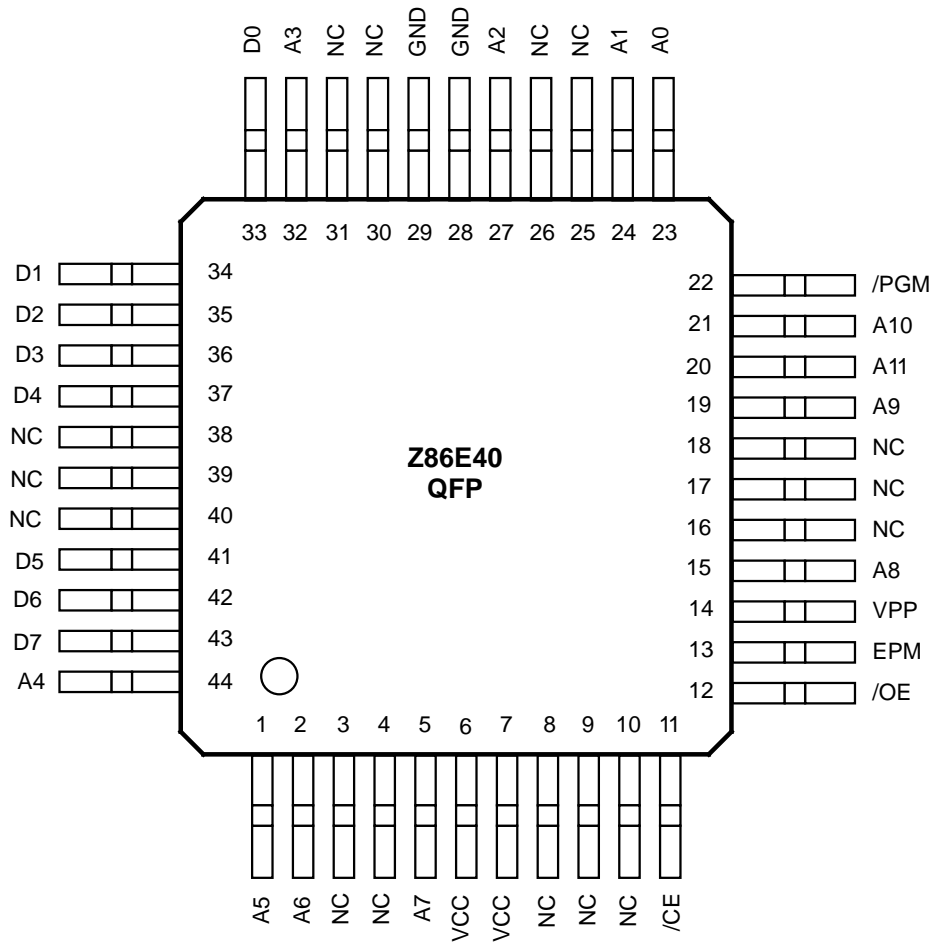 D0 A3 NC NC GND GND A2 NC NC A1 A0
33 32 31 30 29 28 27 26 25 24 23
D1 34
D2 35
D3 36
D4 37
NC 38
NC 39
NC 40
D5 41
D6 42
D7 43
A4 44
Z86E40
QFP
22 /PGM
21 A10
20 A11
19 A9
18 NC
17 NC
16 NC
15 A8
14 VPP
13 EPM
12 /OE
1 2 3 4 5 6 7 8 9 10 11
A5 A6 NC NC A7 VCC VCC NC NC NC /CE